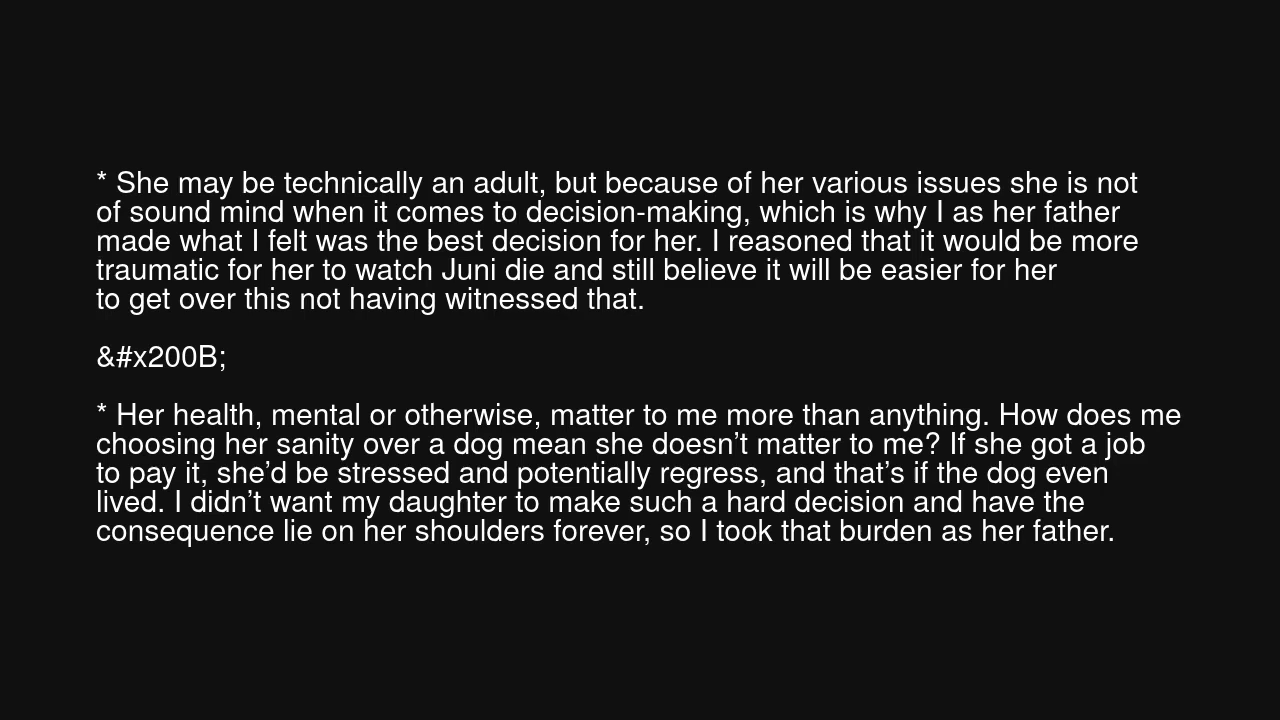 * She may be technically an adult, but because of her various issues she is not
of sound mind when it comes to decision-making, which is why I as her father
made what I felt was the best decision for her. I reasoned that it would be more
traumatic for her to watch Juni die and still believe it will be easier for her
to get over this not having witnessed that.
&#x200B;
* Her health, mental or otherwise, matter to me more than anything. How does me
choosing her sanity over a dog mean she doesn’t matter to me? If she got a job
to pay it, she’d be stressed and potentially regress, and that’s if the dog even
lived. I didn’t want my daughter to make such a hard decision and have the
consequence lie on her shoulders forever, so I took that burden as her father.